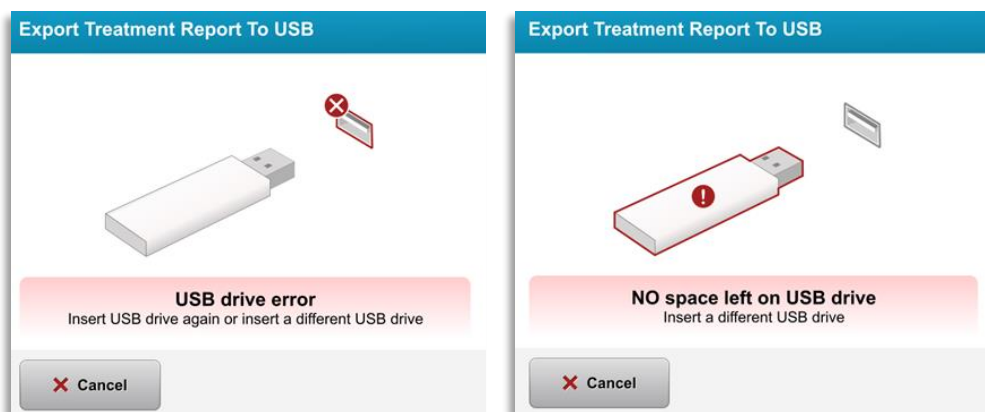 Export Treatment Report To USB
USB drive error
Insert USB drive again or insert a different USB drive
Cancel
Export Treatment Report To USB
NO space left on USB drive
Insert a different USB drive
Cancel